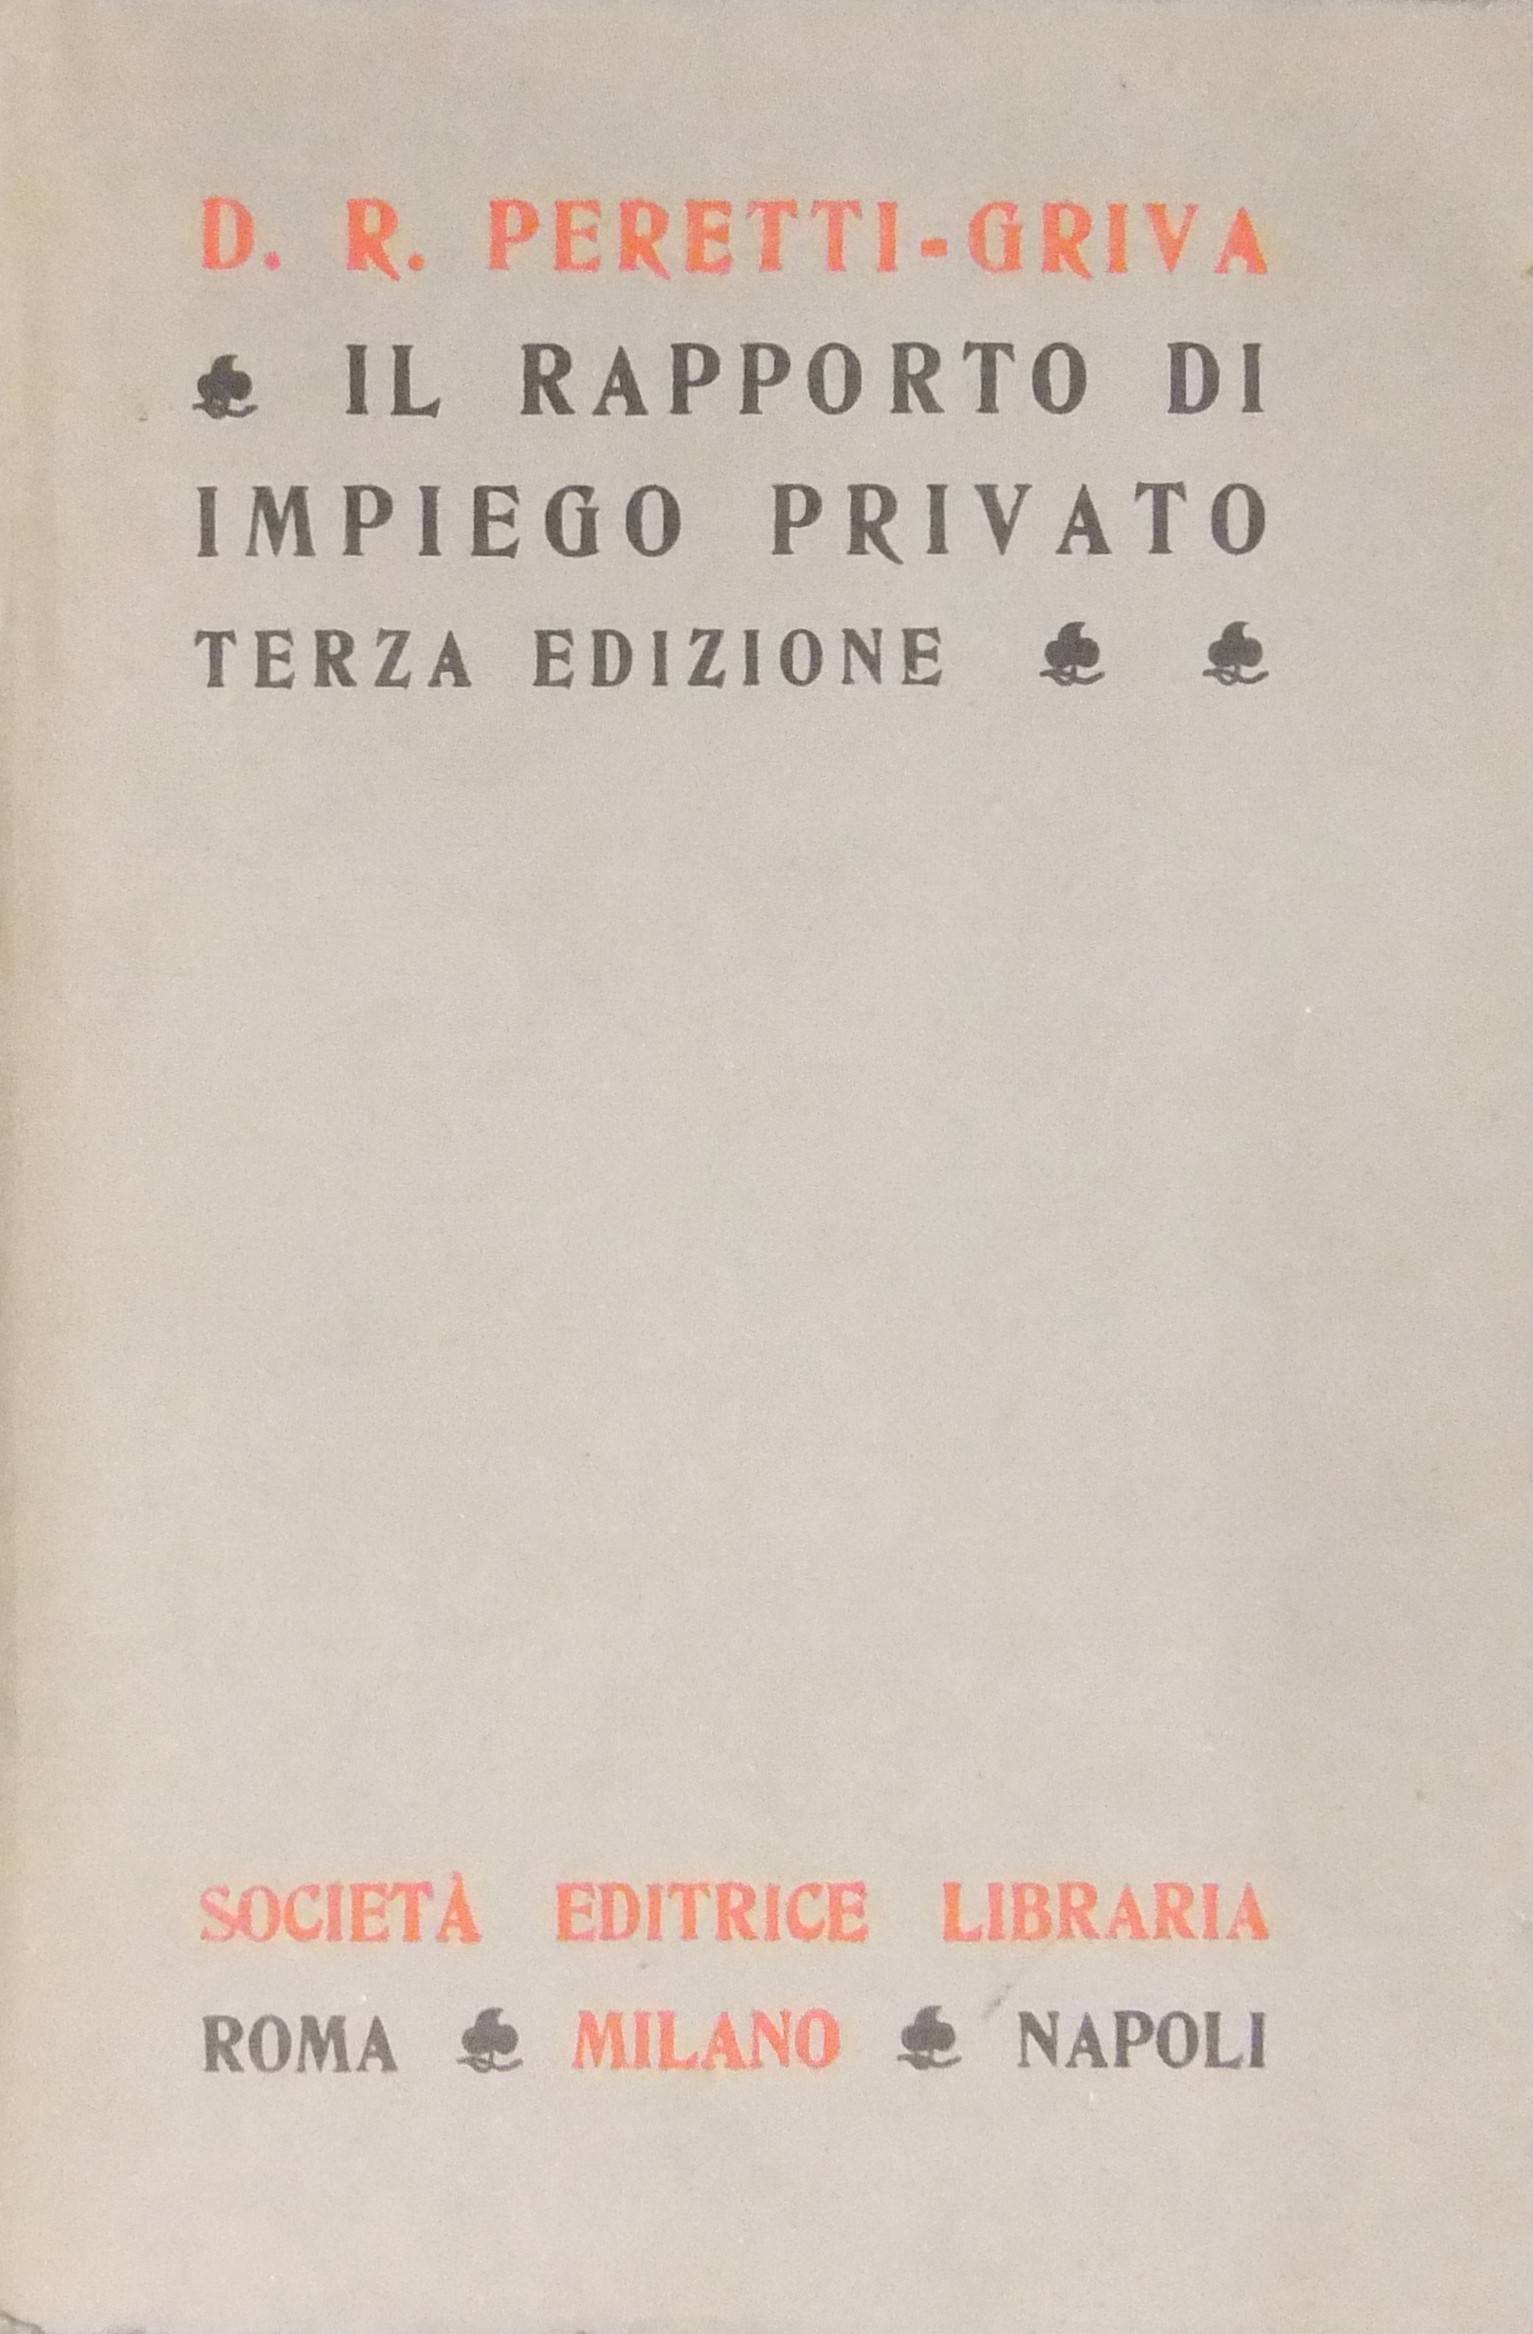 D. R. PERETTI-GRIVA
IL RAPPORTO DI
IMPIEGO PRIVATO
TERZA EDIZIONE
SOCIETÀ EDITRICE LIBRARIA
ROMA MILANO NAPOLI